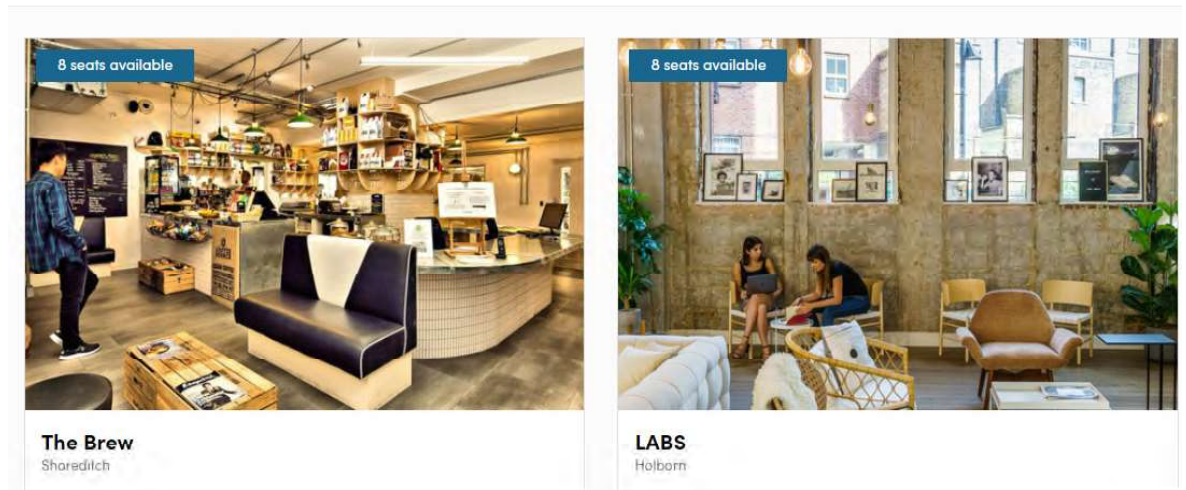 8 seats available
The Brew
Shoreditch
8 seats available
LABS
Holborn